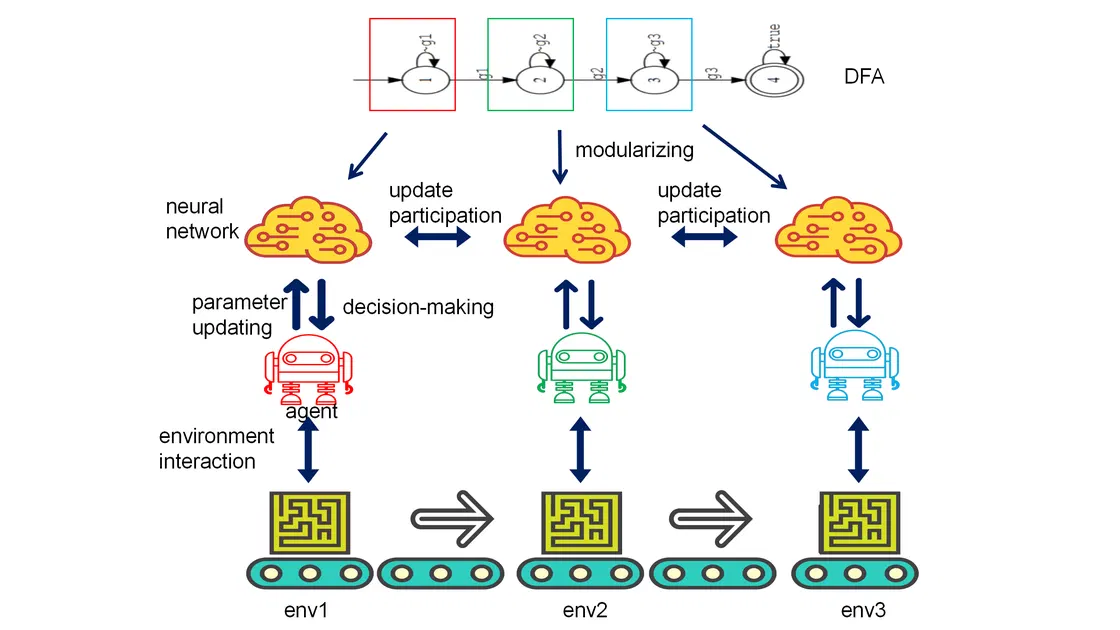 ~g1
~g2
~g3
true
1
g1
2
g2
3
g3
4
DFA
modularizing
neural
network
update
participation
update
participation
parameter
updating
decision-making
agent
environment
interaction
env1
env2
env3